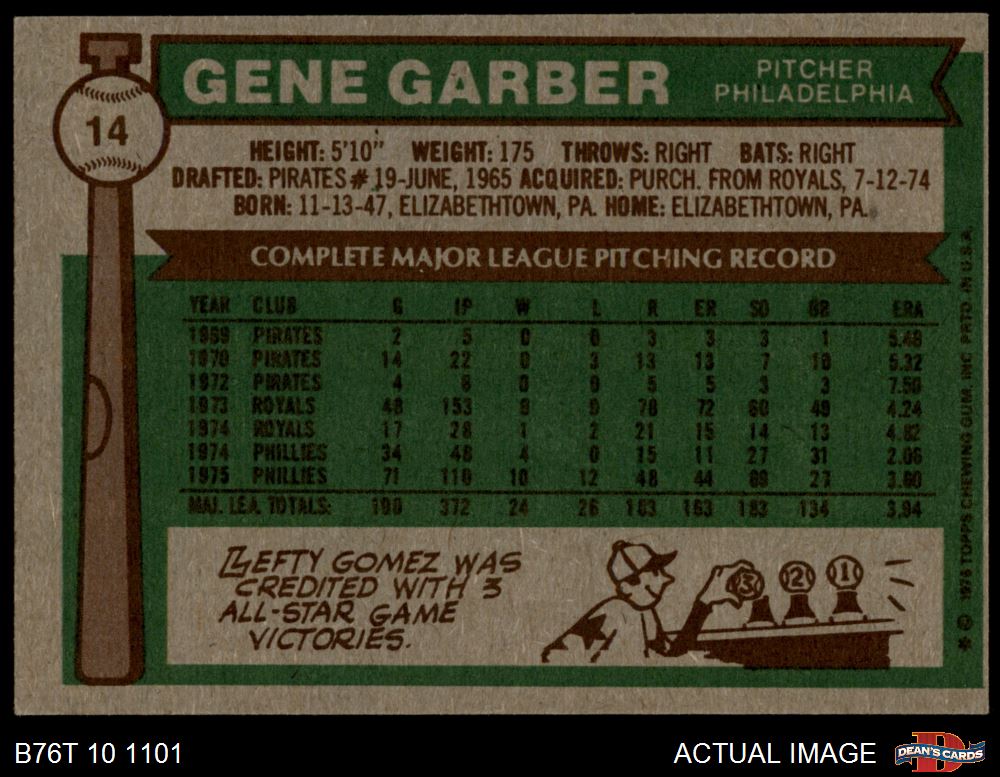 GENE GARBER
PITCHER
PHILADELPHIA
14
HEIGHT: 5'10" WEIGHT: 175 THROWS: RIGHT BATS: RIGHT
DRAFTED: PIRATES #19-JUNE, 1965 ACQUIRED: PURCH. FROM ROYALS, 7-12-74
BORN: 11-13-47, ELIZABETHTOWN, PA. HOME: ELIZABETHTOWN, PA.
COMPLETE MAJOR LEAGUE PITCHING RECORD
YEAR CLUB G IP W L R ER SO BB ERA
1969 PIRATES 2 5 0 0 3 3 3 1 5.40
1970 PIRATES 14 22 0 3 13 13 7 10 5.32
1972 PIRATES 4 6 0 0 5 5 3 3 7.50
1973 ROYALS 48 153 9 9 78 72 60 49 4.24
1974 ROYALS 17 28 1 2 21 15 14 13 4.82
1974 PHILLIES 34 48 4 0 15 11 27 31 2.06
1975 PHILLIES 71 110 10 12 48 44 69 27 3.60
MAJ. LEA. TOTALS: 190 372 24 26 183 163 183 134 3.94
LEFTY GOMEZ WAS
CREDITED WITH 3
ALL-STAR GAME
VICTORIES.
3 2 1
* © 1976 TOPPS CHEWING GUM, INC. PRTD. IN U.S.A.
B76T 10 1101
ACTUAL IMAGE
D
DEAN'S CARDS